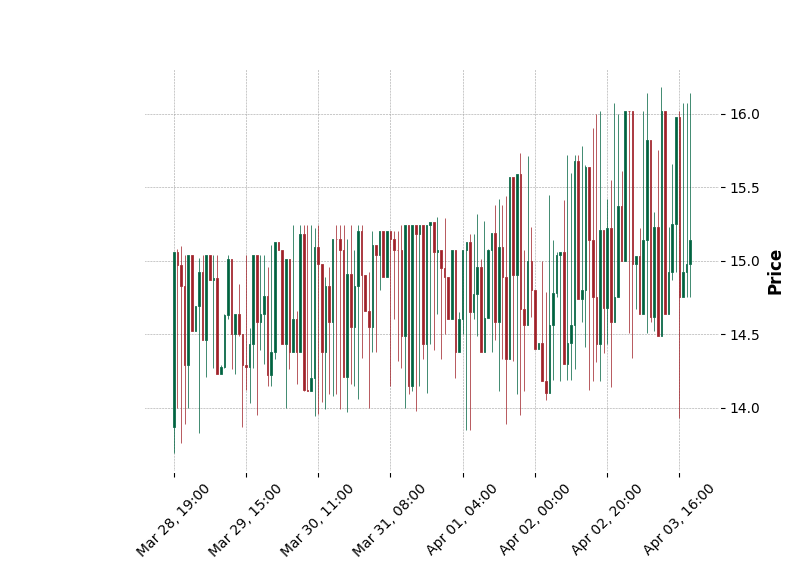 16.0
15.5
15.0
14.5
14.0
Price
Mar 28, 19:00
Mar 29, 15:00
Mar 30, 11:00
Mar 31, 08:00
Apr 01, 04:00
Apr 02, 00:00
Apr 02, 20:00
Apr 03, 16:00